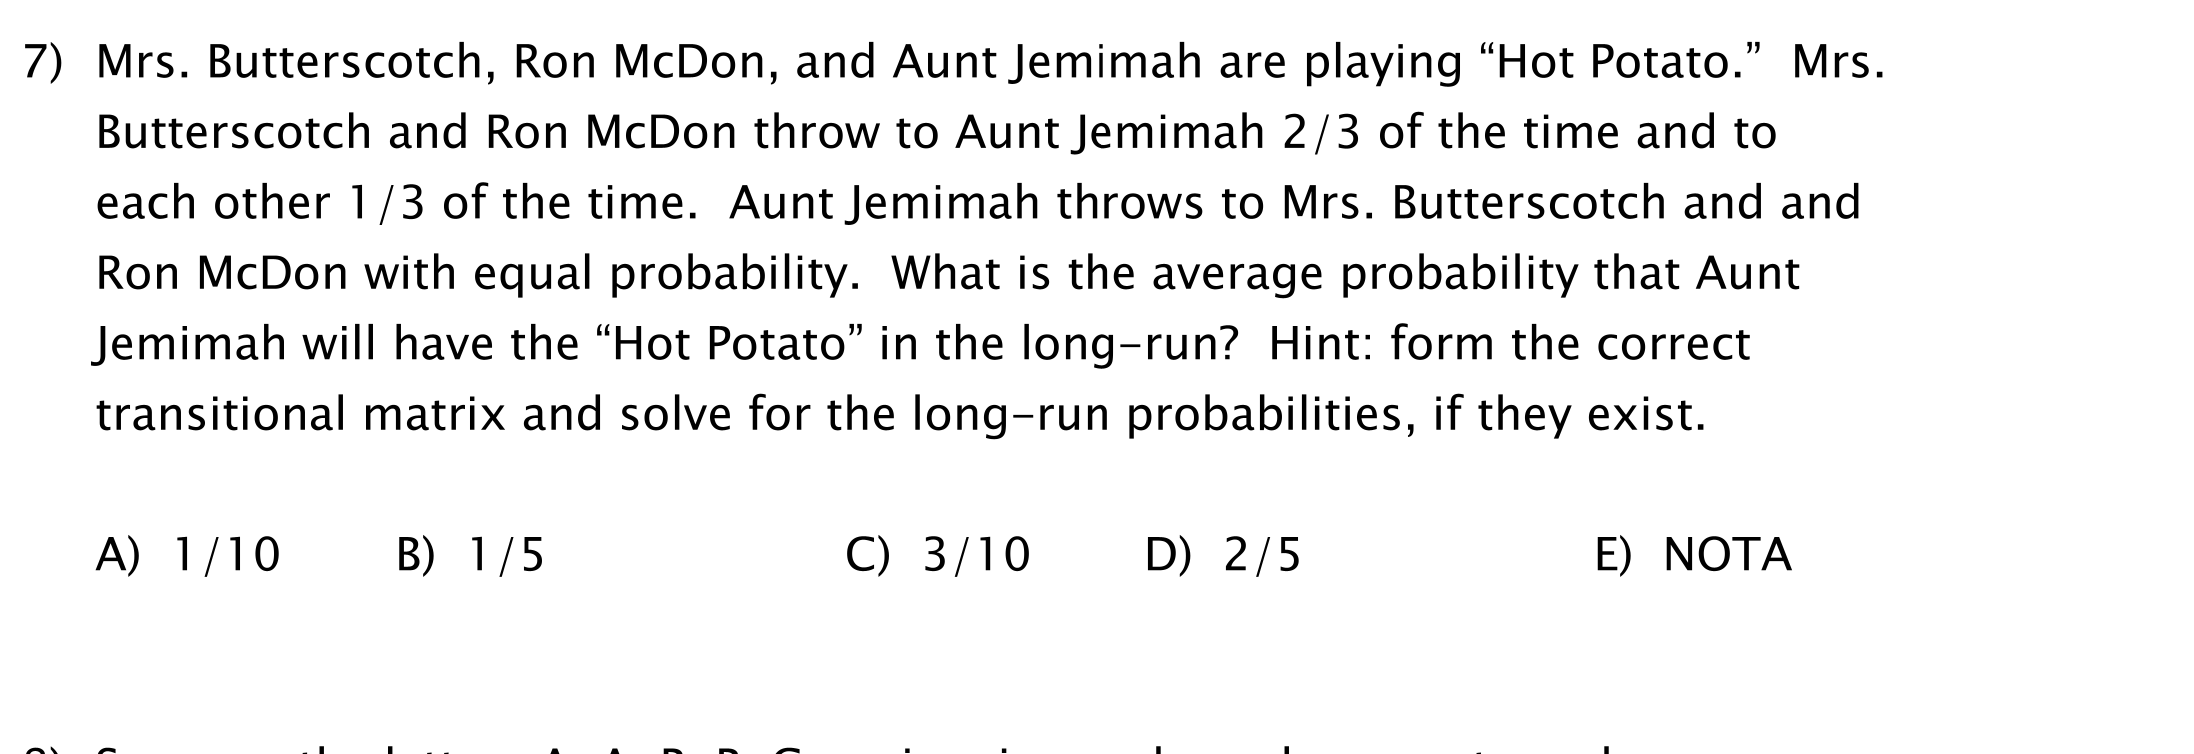 7) Mrs. Butterscotch, Ron McDon, and Aunt Jemimah are playing “Hot Potato.” Mrs.
Butterscotch and Ron McDon throw to Aunt Jemimah 2/3 of the time and to
each other 1/3 of the time. Aunt Jemimah throws to Mrs. Butterscotch and and
Ron McDon with equal probability. What is the average probability that Aunt
Jemimah will have the “Hot Potato” in the long-run? Hint: form the correct
transitional matrix and solve for the long-run probabilities, if they exist.
A) 1/10 B) 1/5 C) 3/10 D) 2/5 E) NOTA